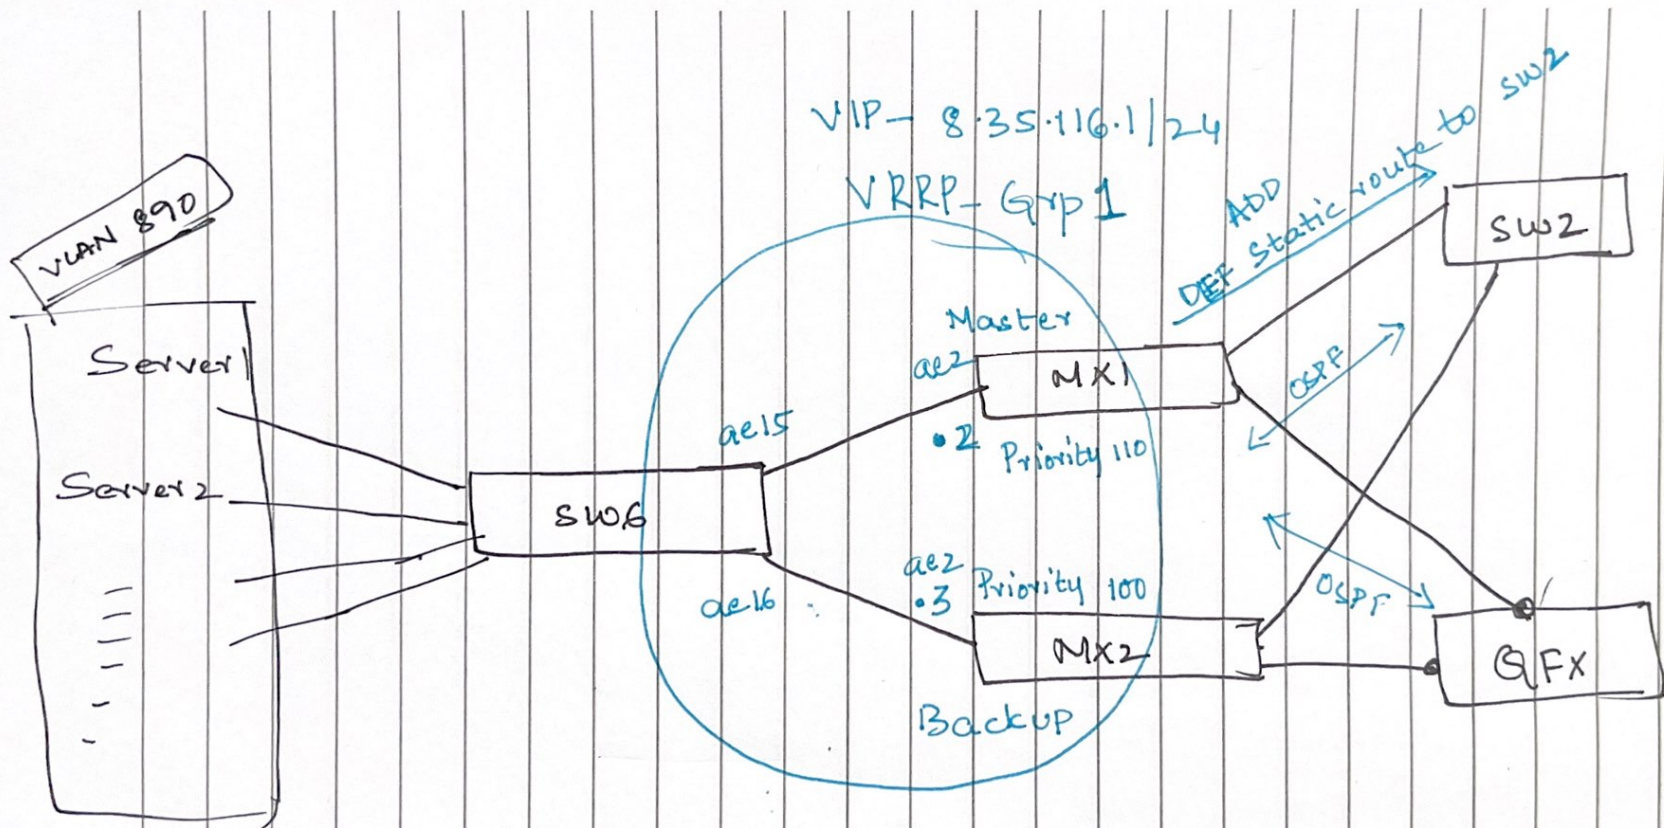 VIP- 8.35.116.1/24
VRRP- Grp 1
ADD
DEF Static route to SW2
VLAN 890
Server1
Server2
SW6
ae15
ae16
Master
ae2
MX1
.2
Priority 110
ae2
.3
Priority 100
MX2
Backup
OSPF
OSPF
SW2
QFX